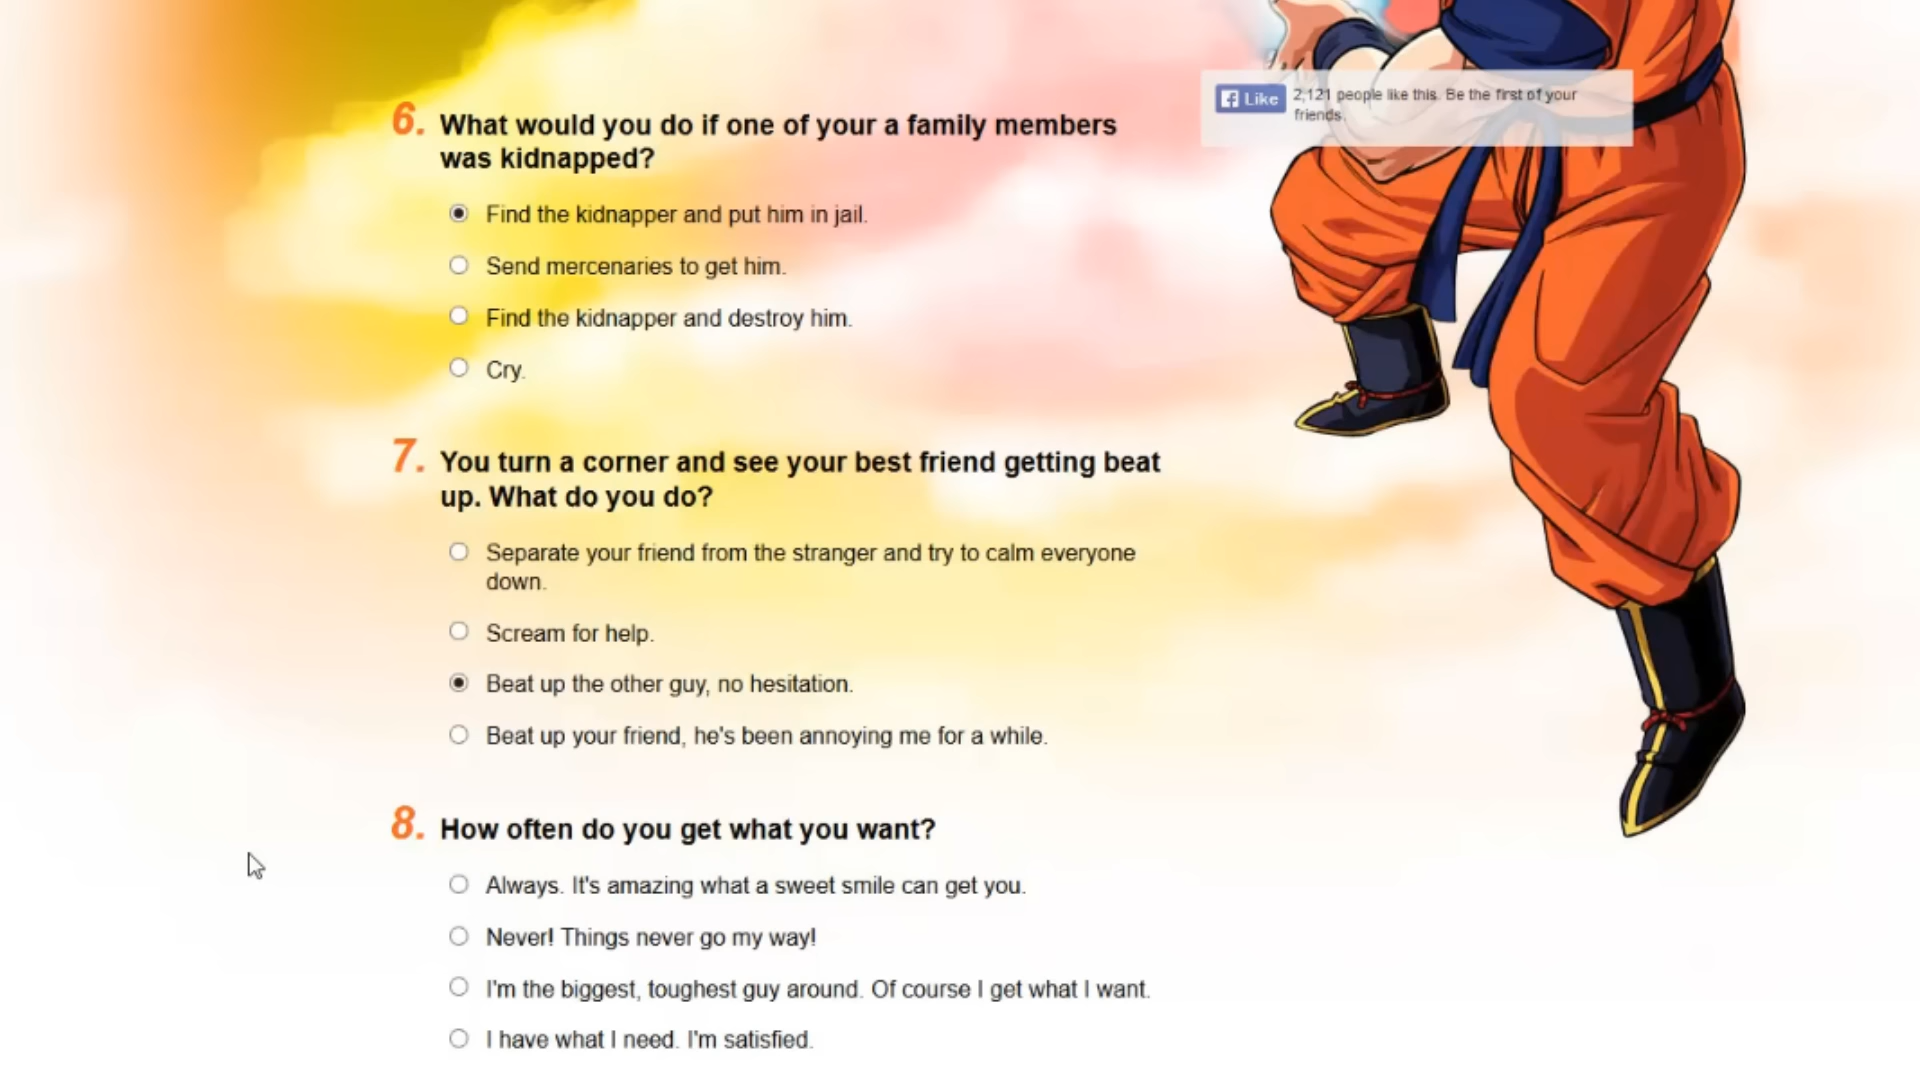 6. What would you do if one of your a family members
was kidnapped?
Find the kidnapper and put him in jail.
Send mercenaries to get him.
Find the kidnapper and destroy him.
Cry.
Like 2,121 people like this. Be the first of your
friends.
7. You turn a corner and see your best friend getting beat
up. What do you do?
Separate your friend from the stranger and try to calm everyone
down.
Scream for help.
Beat up the other guy, no hesitation.
Beat up your friend, he's been annoying me for a while.
8. How often do you get what you want?
Always. It's amazing what a sweet smile can get you.
Never! Things never go my way!
I'm the biggest, toughest guy around. Of course I get what I want.
I have what I need. I'm satisfied.